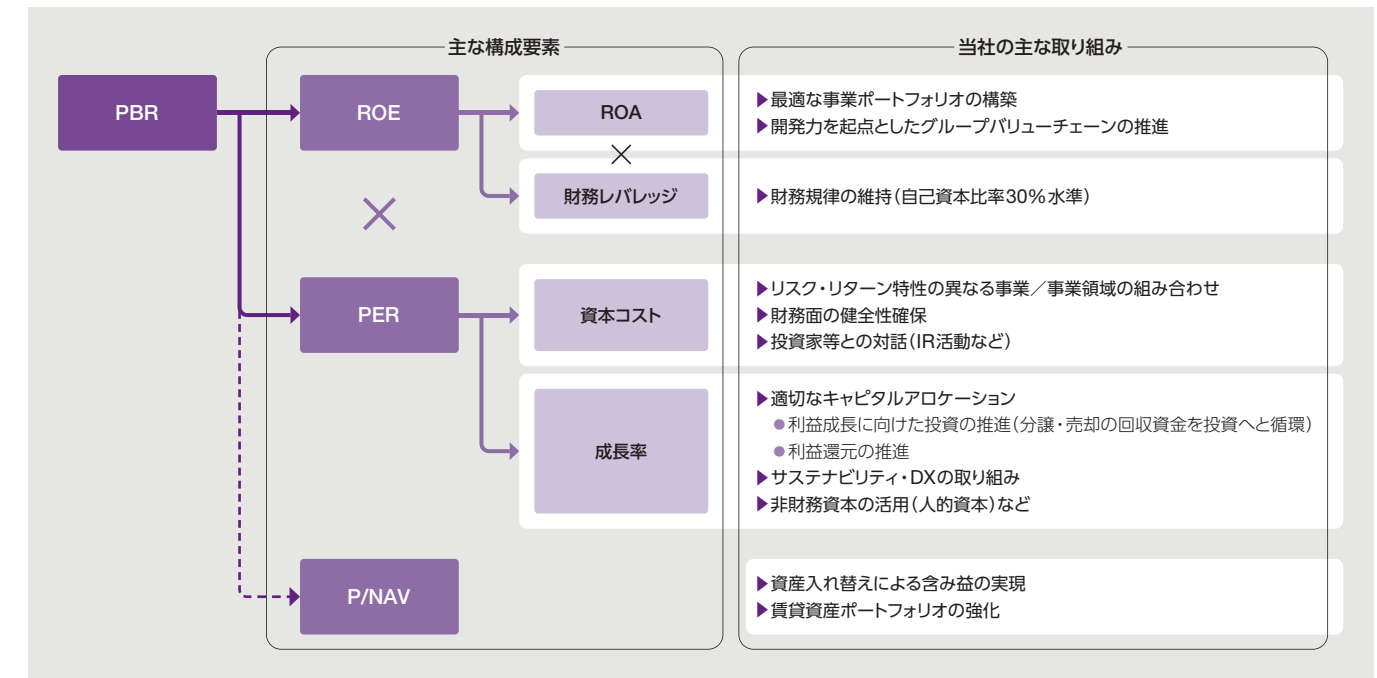 主な構成要素
当社の主な取り組み
PBR
ROE
ROA
▶最適な事業ポートフォリオの構築
▶開発力を起点としたグループバリューチェーンの推進
×
財務レバレッジ
▶財務規律の維持（自己資本比率30％水準）
×
PER
資本コスト
▶リスク・リターン特性の異なる事業／事業領域の組み合わせ
▶財務面の健全性確保
▶投資家等との対話（IR活動など）
成長率
▶適切なキャピタルアロケーション
●利益成長に向けた投資の推進（分譲・売却の回収資金を投資へと循環）
●利益還元の推進
▶サステナビリティ・DXの取り組み
▶非財務資本の活用（人的資本）など
P/NAV
▶資産入れ替えによる含み益の実現
▶賃貸資産ポートフォリオの強化